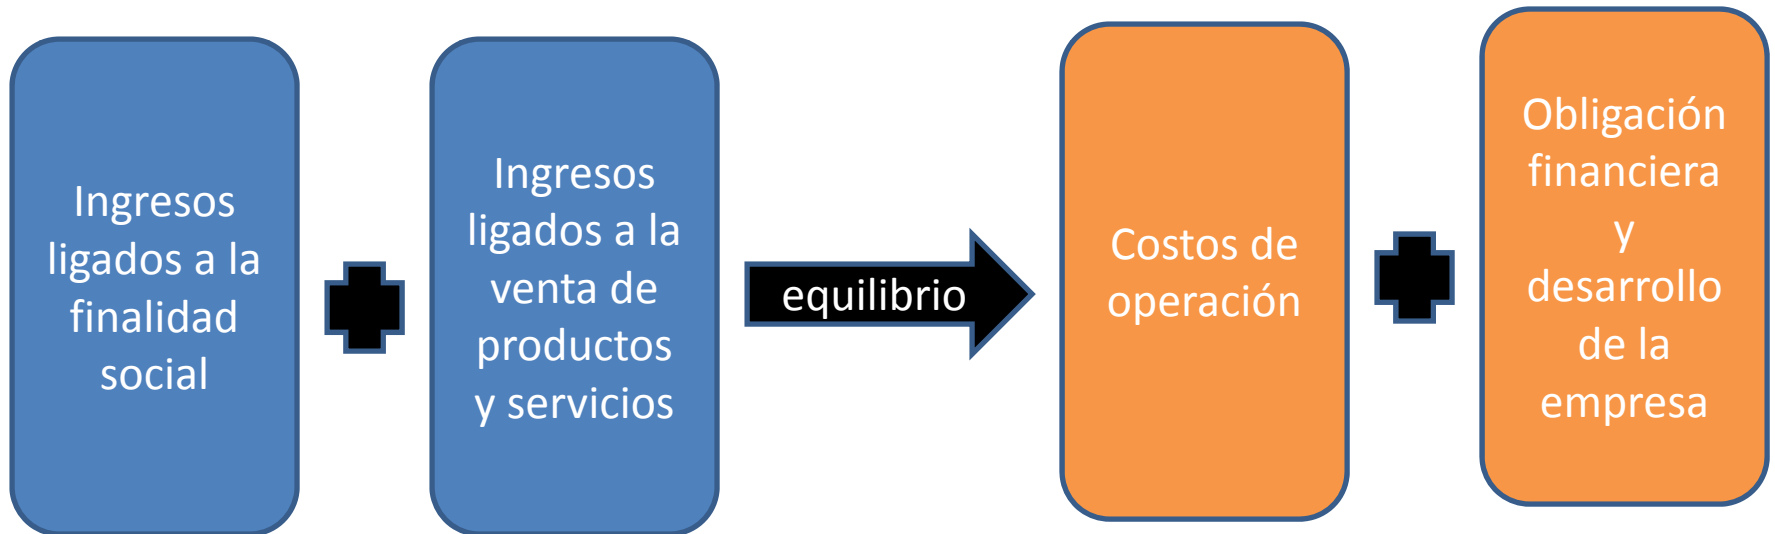 Ingresos
ligados a la
finalidad
social
Ingresos
ligados a la
venta de
productos
y servicios
equilibrio
Costos de
operación
Obligación
financiera
y
desarrollo
de la
empresa